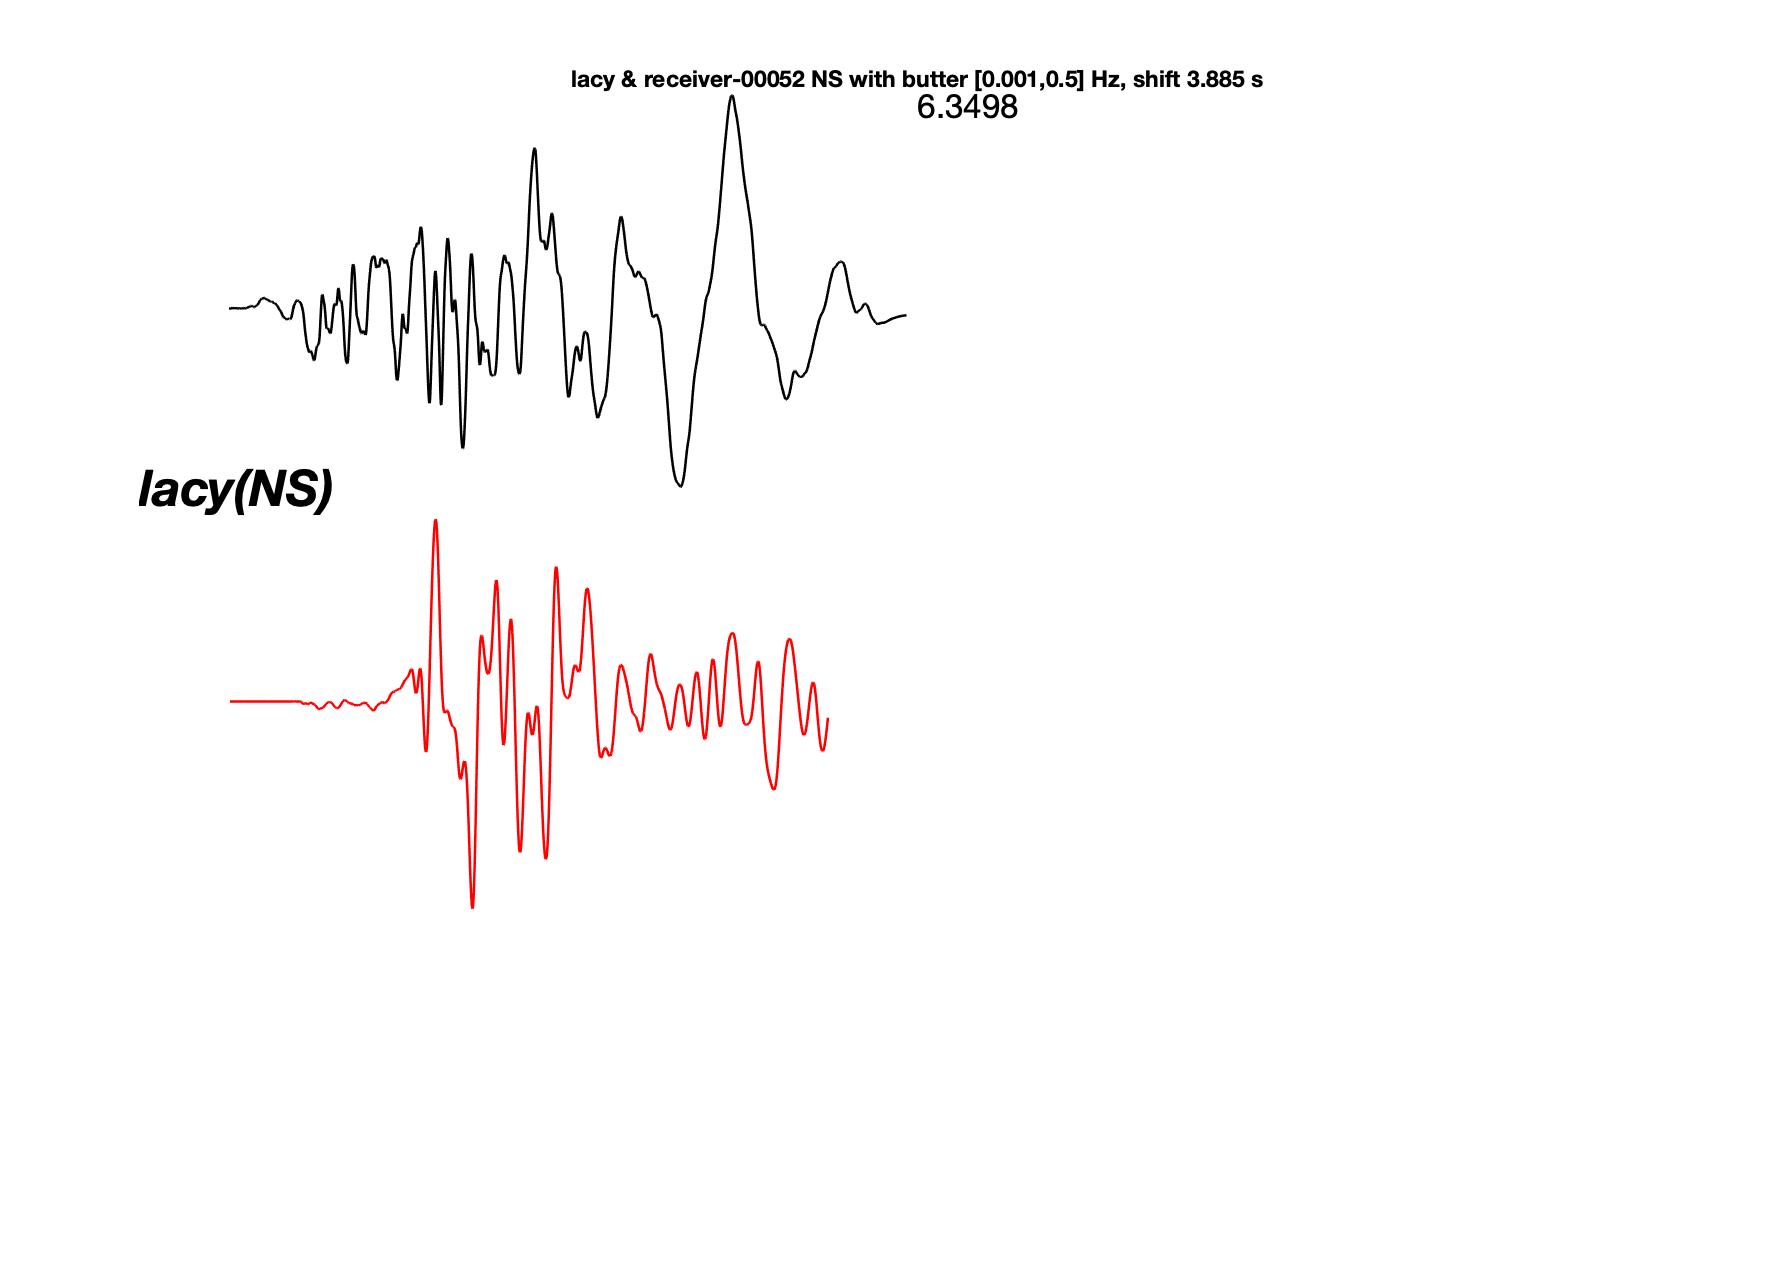 lacy & receiver-00052 NS with butter [0.001,0.5] Hz, shift 3.885 s
6.3498
lacy(NS)